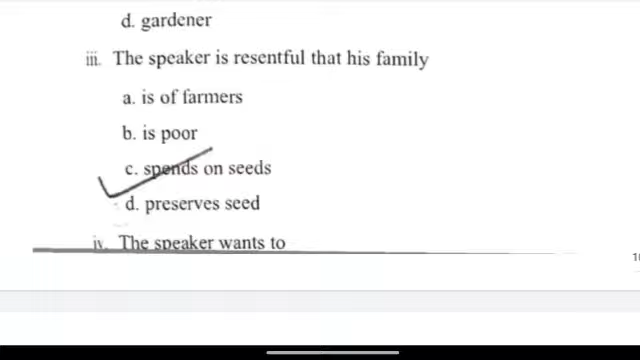 d. gardener
iii. The speaker is resentful that his family
a. is of farmers
b. is poor
c. spends on seeds
d. preserves seed
iv. The speaker wants to